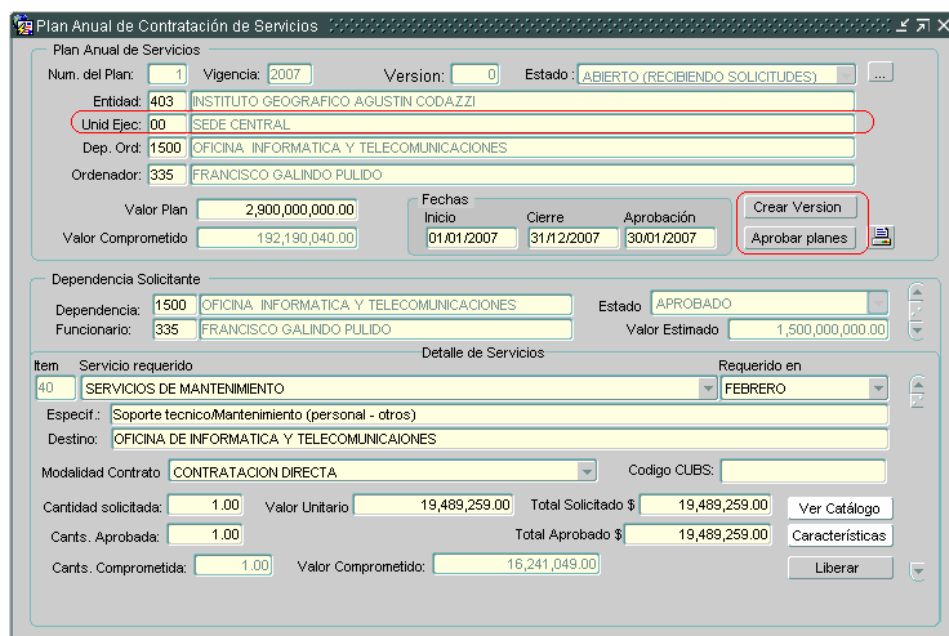 Plan Anual de Contratación de Servicios
Plan Anual de Servicios
Num. del Plan: 1 Vigencia: 2007 Version: 0 Estado : ABIERTO (RECIBIENDO SOLICITUDES) ...
Entidad: 403 INSTITUTO GEOGRAFICO AGUSTIN CODAZZI
Unid Ejec: 00 SEDE CENTRAL
Dep. Ord: 1500 OFICINA INFORMATICA Y TELECOMUNICACIONES
Ordenador: 335 FRANCISCO GALINDO PULIDO
Valor Plan 2,900,000,000.00
Valor Comprometido 192,190,040.00
Fechas
Inicio Cierre Aprobación
01/01/2007 31/12/2007 30/01/2007
Crear Version
Aprobar planes
Dependencia Solicitante
Dependencia: 1500 OFICINA INFORMATICA Y TELECOMUNICACIONES Estado APROBADO
Funcionario: 335 FRANCISCO GALINDO PULIDO Valor Estimado 1,500,000,000.00
Detalle de Servicios
Item Servicio requerido Requerido en
40 SERVICIOS DE MANTENIMIENTO FEBRERO
Especif.: Soporte tecnico/Mantenimiento (personal - otros)
Destino: OFICINA DE INFORMATICA Y TELECOMUNICAIONES
Modalidad Contrato CONTRATACION DIRECTA Codigo CUBS:
Cantidad solicitada: 1.00 Valor Unitario 19,489,259.00 Total Solicitado $ 19,489,259.00 Ver Catálogo
Cants. Aprobada: 1.00 Total Aprobado $ 19,489,259.00 Características
Cants. Comprometida: 1.00 Valor Comprometido: 16,241,049.00 Liberar